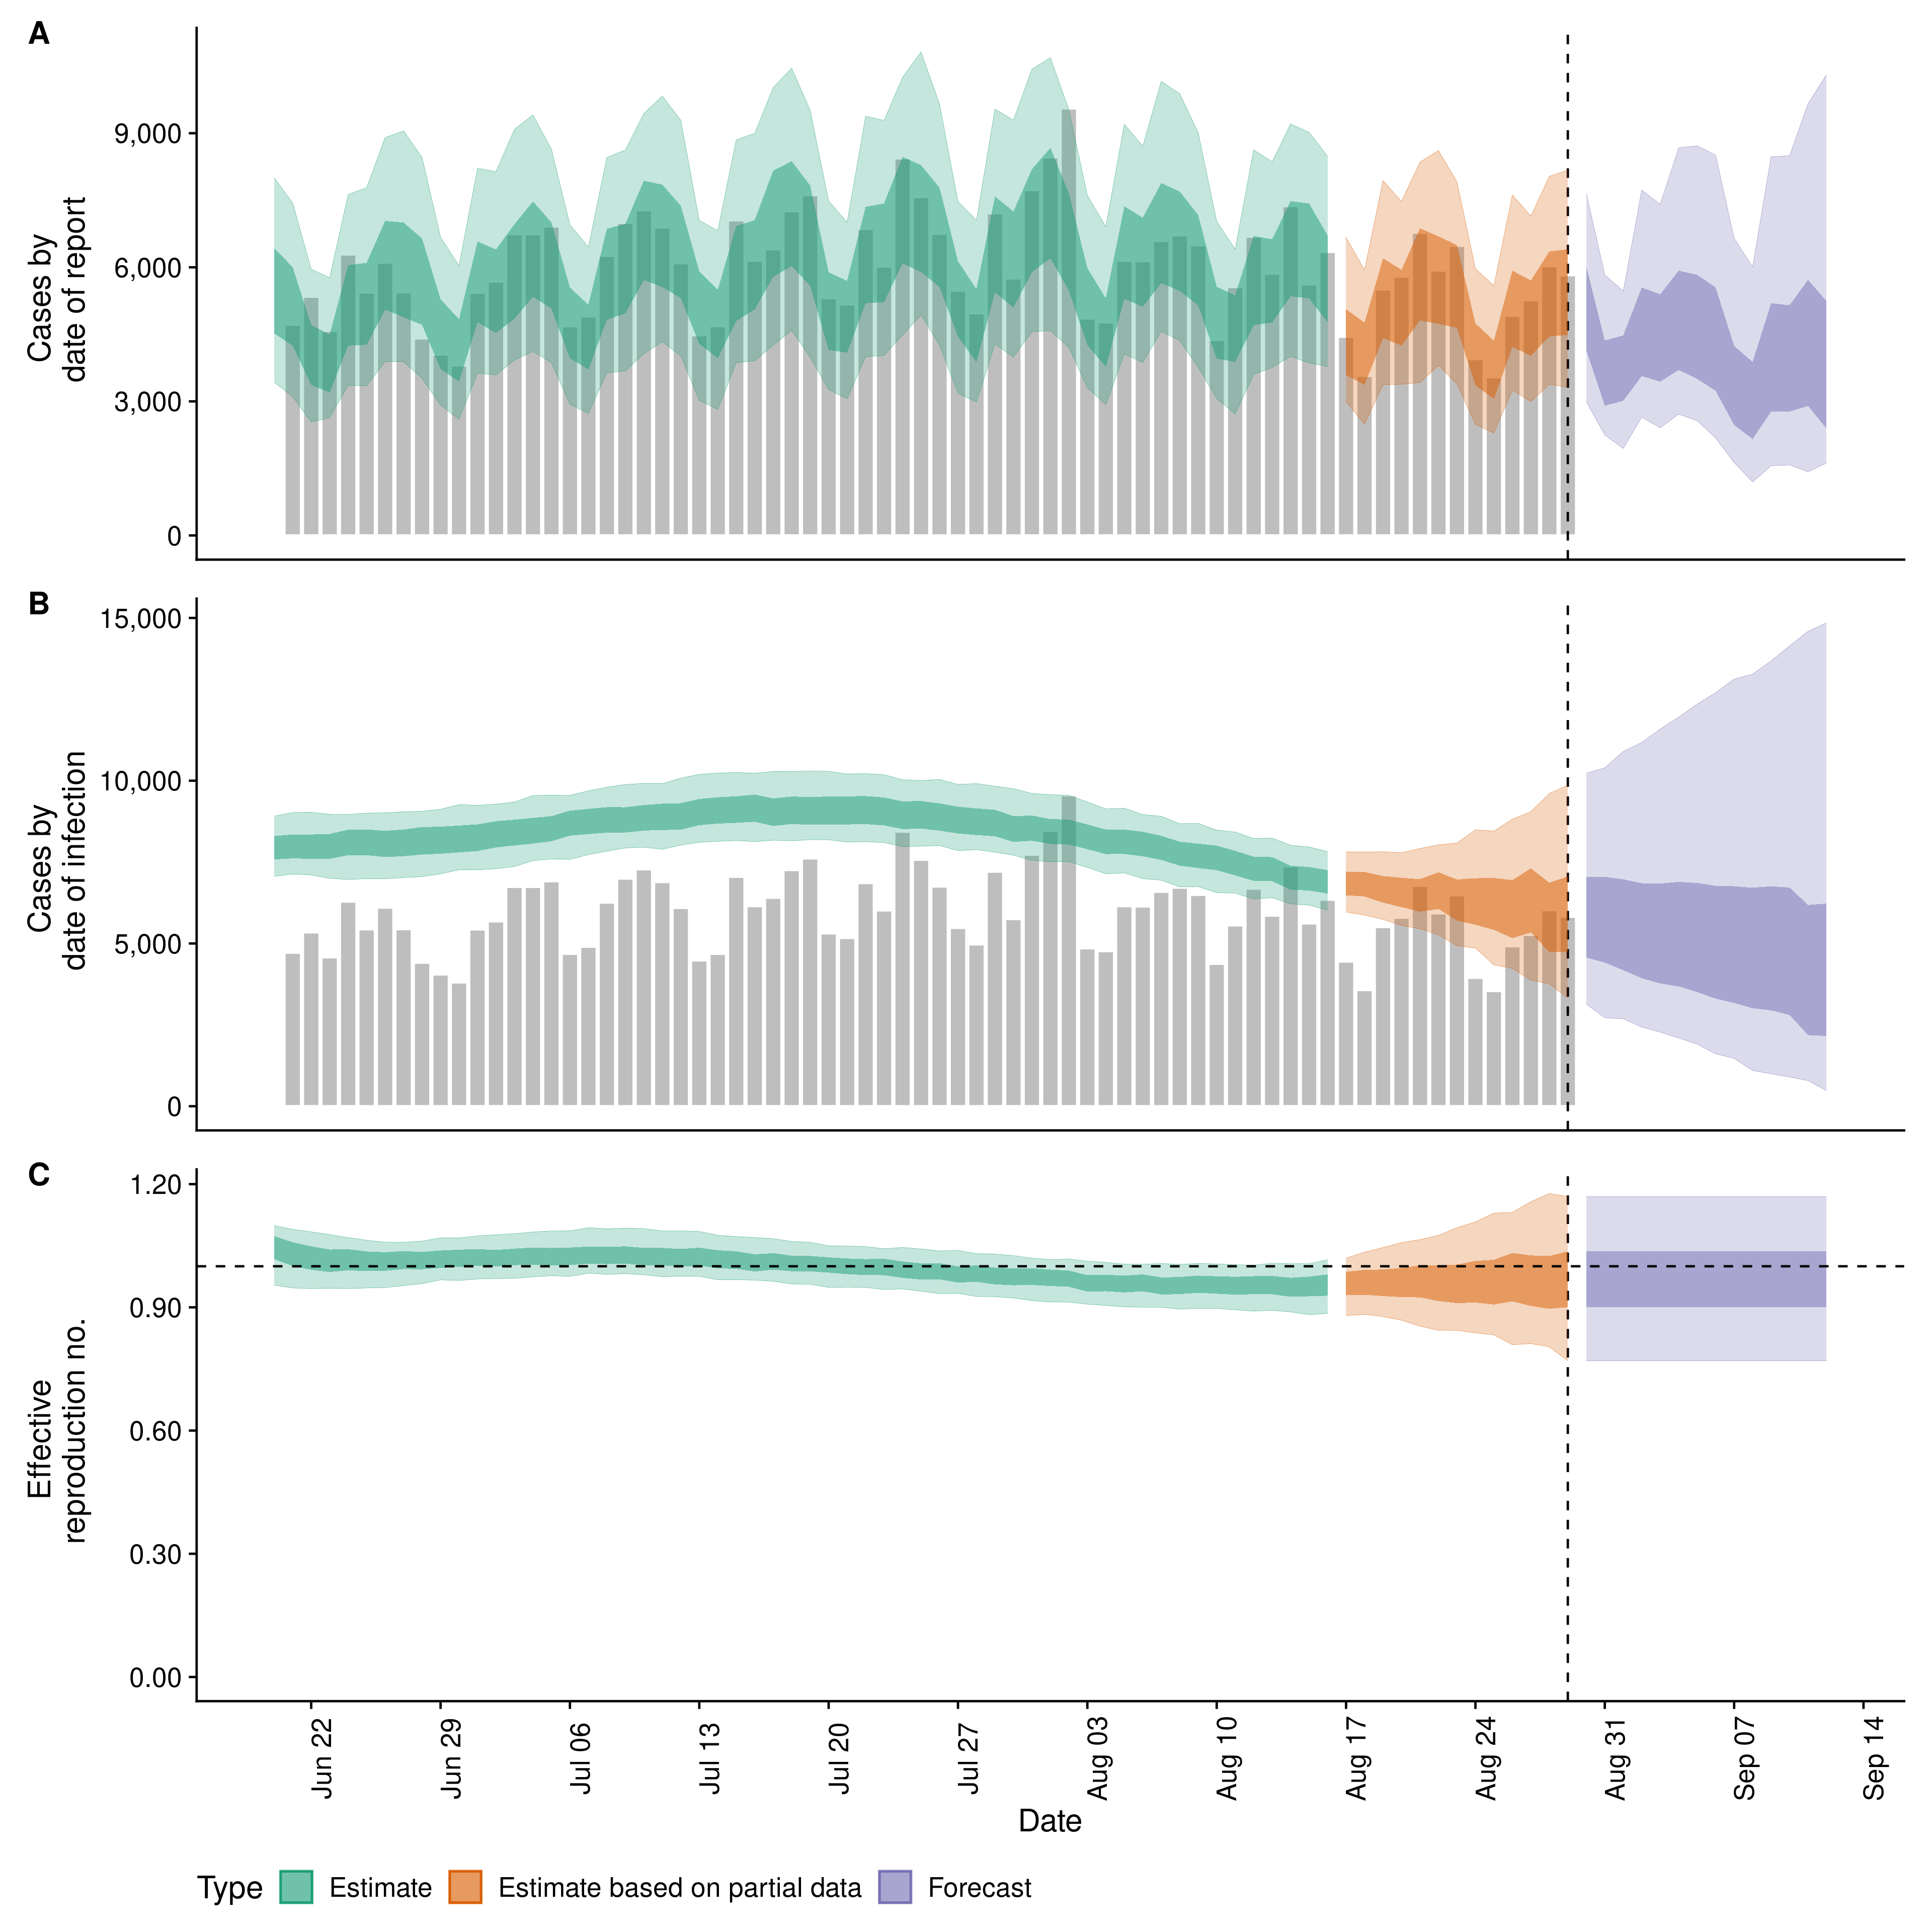 A
Cases by
date of report
9,000
6,000
3,000
0
B
Cases by
date of infection
15,000
10,000
5,000
0
C
Effective
reproduction no.
1.20
0.90
0.60
0.30
0.00
Jun 22
Jun 29
Jul 06
Jul 13
Jul 20
Jul 27
Aug 03
Aug 10
Aug 17
Aug 24
Aug 31
Sep 07
Sep 14
Date
Type Estimate Estimate based on partial data Forecast